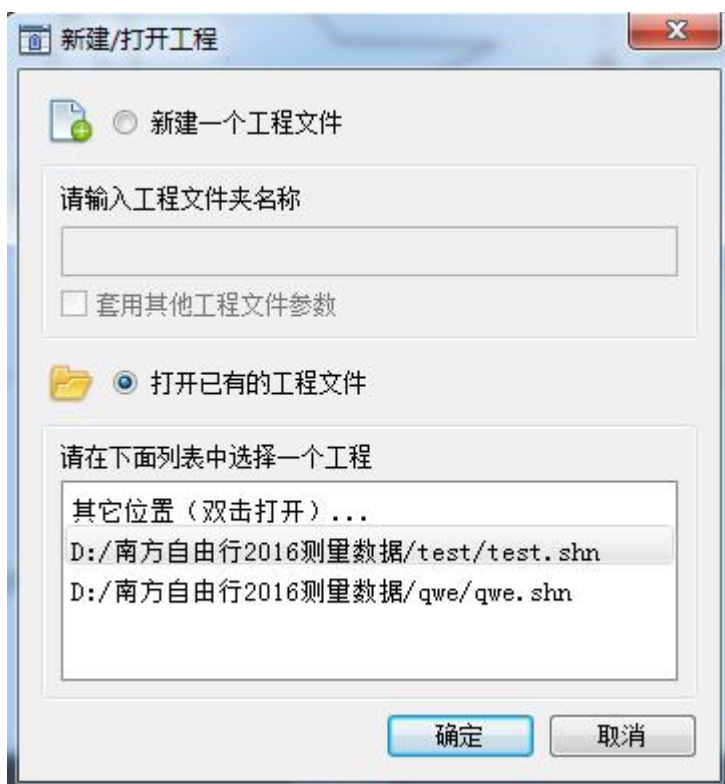 新建/打开工程
新建一个工程文件
请输入工程文件夹名称
套用其他工程文件参数
打开已有的工程文件
请在下面列表中选择一个工程
其它位置（双击打开）...
D:/南方自由行2016测量数据/test/test.shn
D:/南方自由行2016测量数据/qwe/qwe.shn
确定 取消